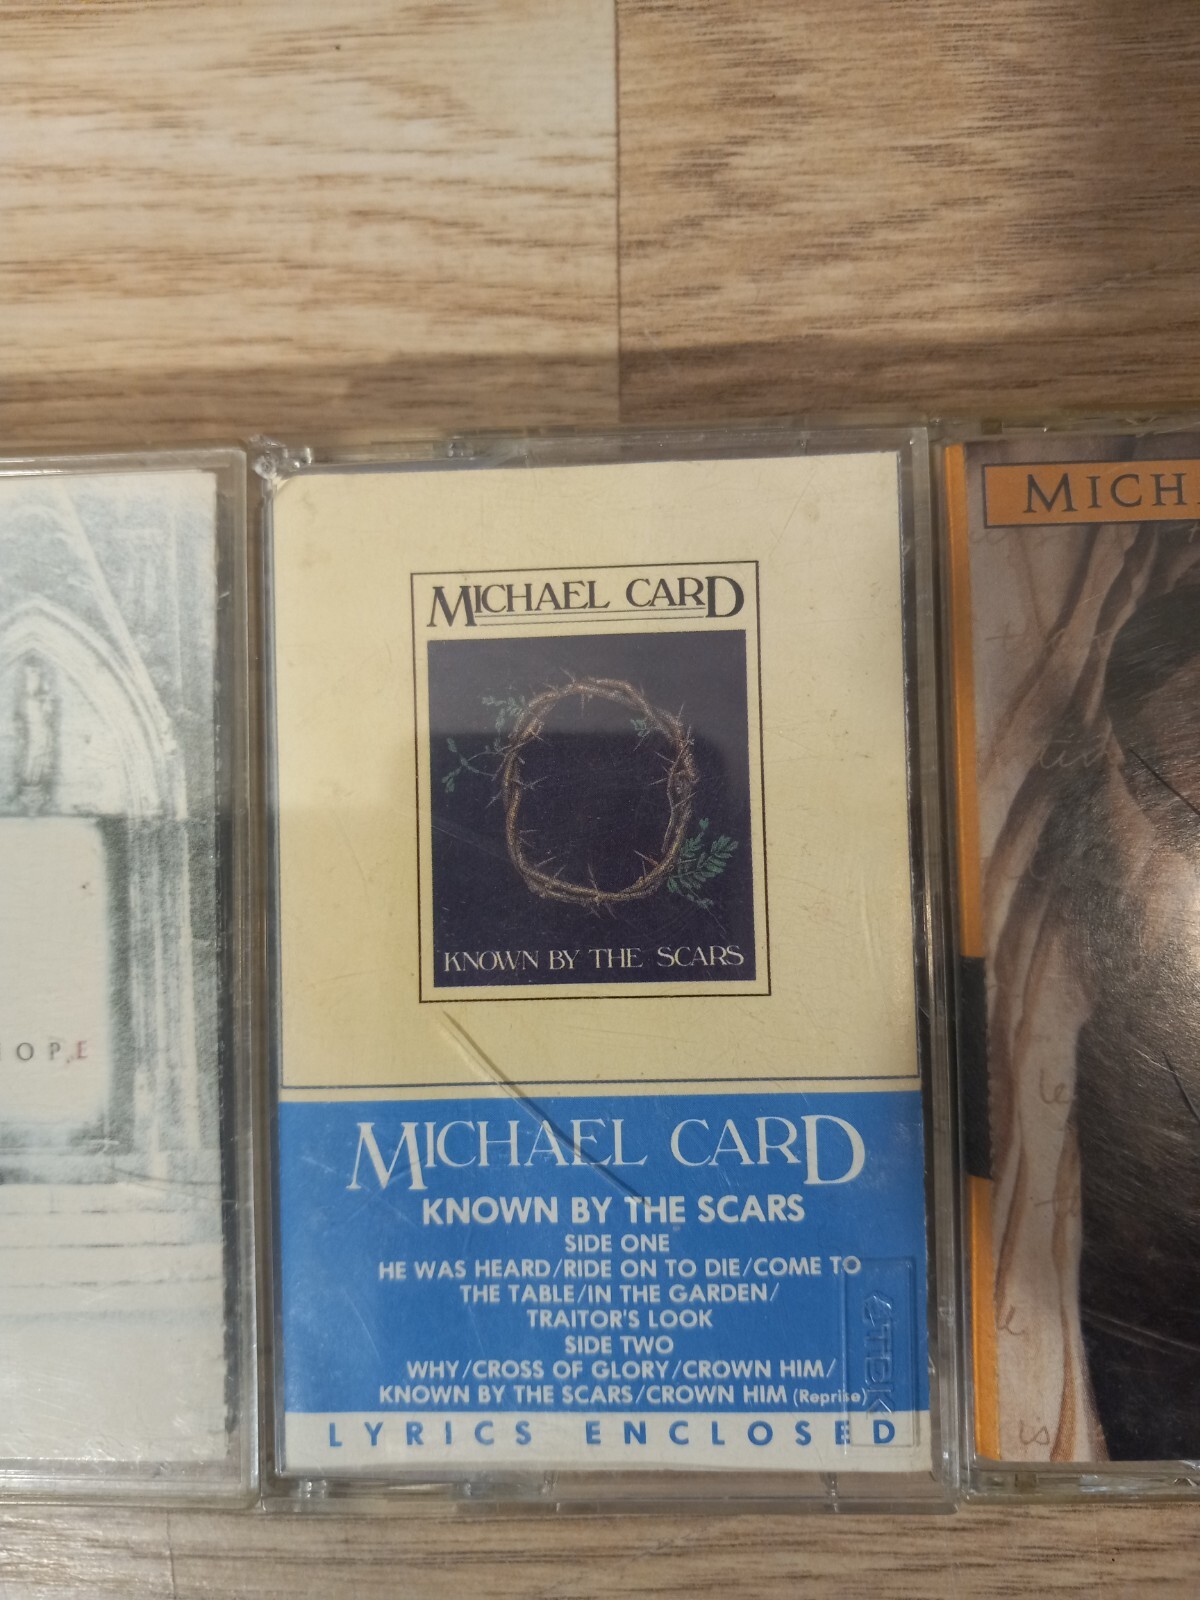 MICHAEL CARD
KNOWN BY THE SCARS
MICHAEL CARD
KNOWN BY THE SCARS
SIDE ONE
HE WAS HEARD/RIDE ON TO DIE/COME TO
THE TABLE/IN THE GARDEN/
TRAITOR'S LOOK
SIDE TWO
WHY/CROSS OF GLORY/CROWN HIM/
KNOWN BY THE SCARS/CROWN HIM (Reprise)
LYRICS ENCLOSED
TDK
OPE
MICH
is